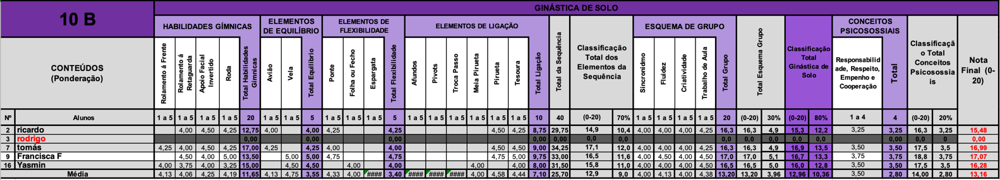 10 B
GINÁSTICA DE SOLO
HABILIDADES GÍMNICAS
ELEMENTOS DE EQUILÍBRIO
ELEMENTOS DE FLEXIBILIDADE
ELEMENTOS DE LIGAÇÃO
ESQUEMA DE GRUPO
CONCEITOS PSICOSOSSIAIS
CONTEÚDOS
(Ponderação)
Rolamento á Frente
Rolamento á Retaguarda
Apoio Facial Invertido
Roda
Total Habilidades Gímnicas
Avião
Vela
Total Equilíbrio
Ponte
Folha ou Fecho
Espargata
Total Flexibilidade
Afundos
Pivots
Troca Passo
Meia Pirueta
Pirueta
Tesoura
Total Ligação
Total da Sequência
Classificação Total dos Elementos da Sequência
Sincronidmo
Fluídez
Criatividade
Trabalho de Aula
Total Grupo
Total Esquema Grupo
Classificação Total Ginástica de Solo
Responsabilidade, Respeito, Empenho e Cooperação
Total
Classificação Total Conceitos Psicosossiais
Nota Final (0-20)
Nº Alunos 1 a 5 1 a 5 1 a 5 1 a 5 20 1 a 5 1 a 5 5 1 a 5 1 a 5 1 a 5 5 1 a 5 1 a 5 1 a 5 1 a 5 1 a 5 1 a 5 10 40 (0-20) 70% 1 a 5 1 a 5 1 a 5 1 a 5 20 (0-20) 30% (0-20) 80% 1 a 4 4 (0-20) 20%
2 ricardo 4,00 4,50 4,25 12,75 4,00 4,00 4,25 4,25 4,50 4,25 8,75 29,75 14,9 10,4 4,00 4,00 4,00 4,25 16,3 16,3 4,9 15,3 12,2 3,25 3,25 16,3 3,25 15,48
3 rodrigo 0,00 0,00 0,00 0,00 0,00 0,0 0,0 0,0 0,0 0,0 0,0 0,0 0,00 0,0 0,0 0,00
7 tomás 4,25 4,00 4,50 4,25 17,00 4,25 4,25 4,00 4,00 4,50 4,50 9,00 34,25 17,1 12,0 4,00 4,00 4,00 4,25 16,3 16,3 4,9 16,9 13,5 3,50 3,50 17,5 3,5 16,99
9 Francisca F 4,50 4,00 5,00 13,50 5,00 5,00 4,75 4,75 4,75 5,00 9,75 33,00 16,5 11,6 4,00 4,50 4,00 4,50 17,0 17,0 5,1 16,7 13,3 3,75 3,75 18,8 3,75 17,07
16 Yasmin 4,00 3,75 4,00 3,25 15,00 4,50 4,50 4,00 4,00 4,00 4,00 8,00 31,50 15,8 11,0 4,00 4,00 4,00 4,50 16,5 16,5 5,0 16,0 12,8 3,50 3,50 17,5 3,5 16,28
Média 4,13 4,06 4,25 4,19 11,65 4,13 4,75 3,55 4,33 4,00 #### 3,40 #### #### #### 4,00 4,58 4,44 7,10 25,70 12,9 9,0 4,00 4,13 4,00 4,38 13,20 13,20 3,96 12,96 10,36 3,50 2,80 14,00 2,80 13,16